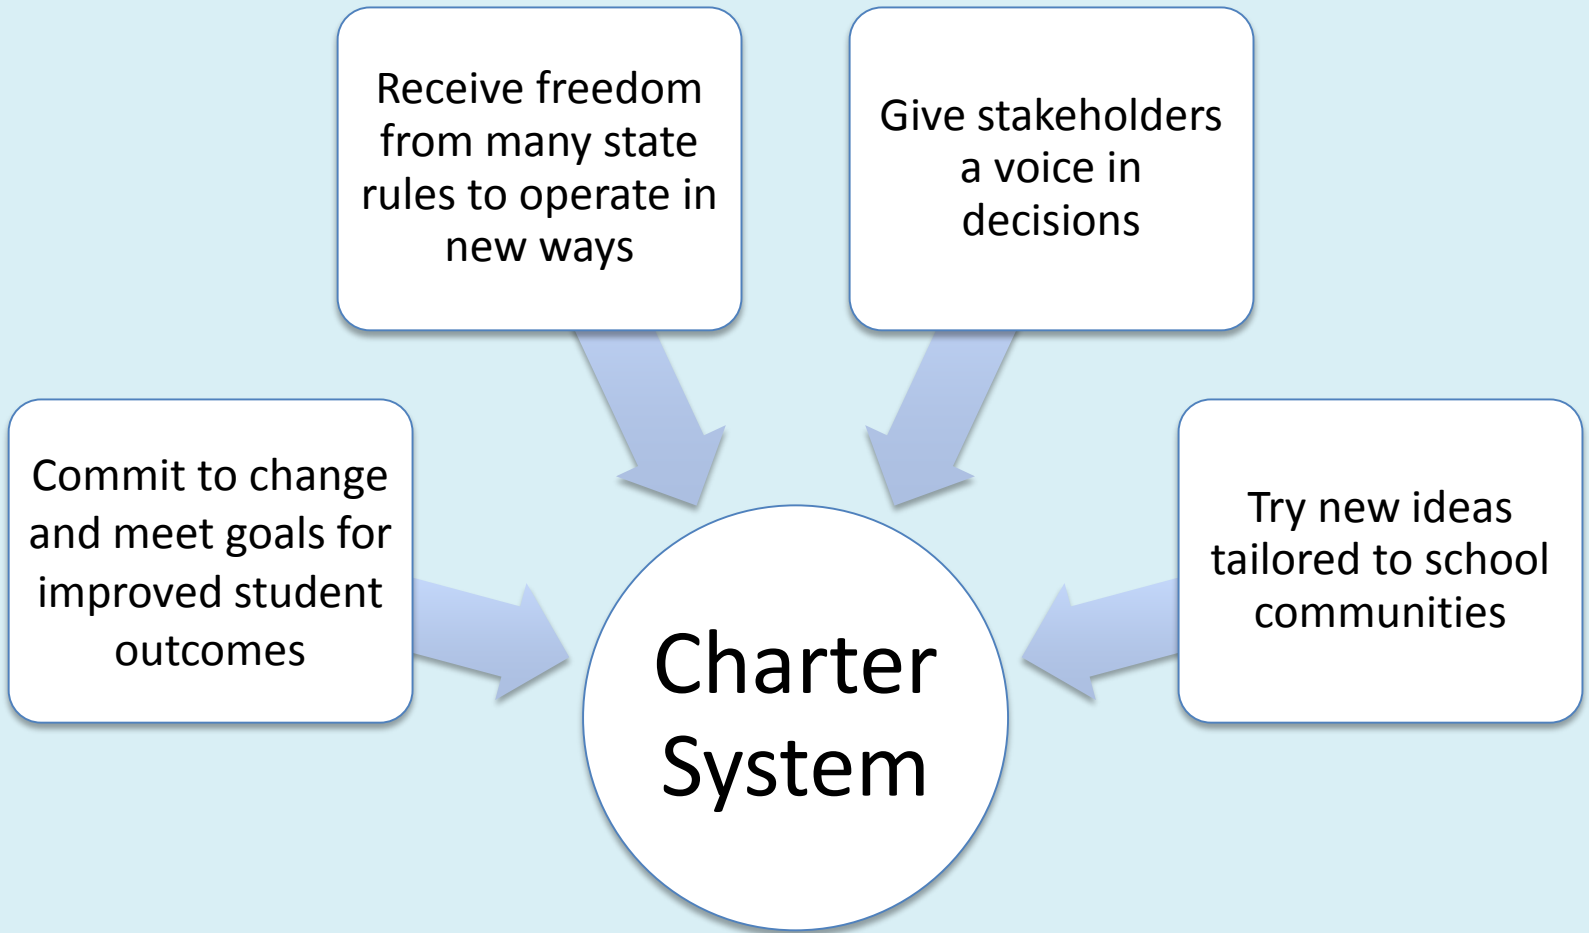 Receive freedom
from many state
rules to operate in
new ways
Give stakeholders
a voice in
decisions
Commit to change
and meet goals for
improved student
outcomes
Try new ideas
tailored to school
communities
Charter
System